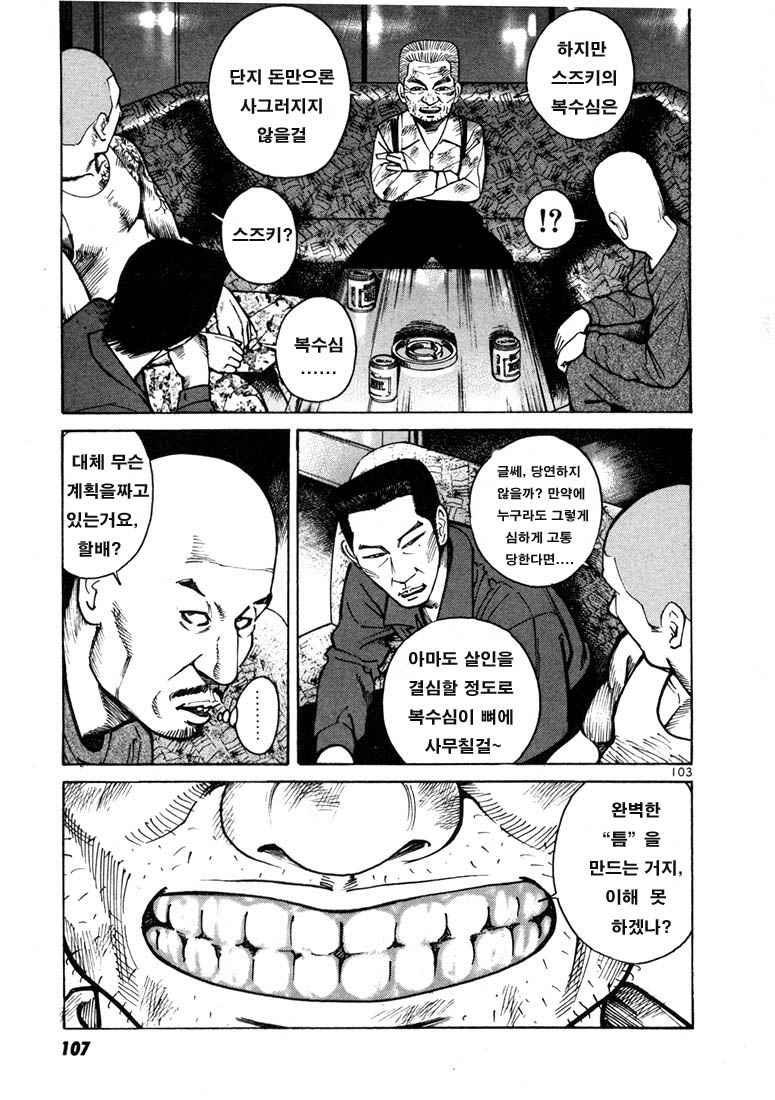 하지만
스즈키의
복수심은
단지 돈만으론
사그러지지
않을걸
!?
스즈키?
복수심
......
글쎄, 당연하지
않을까? 만약에
누구라도 그렇게
심하게 고통
당한다면....
아마도 살인을
결심할 정도로
복수심이 뼈에
사무칠걸~
대체 무슨
계획을짜고
있는거요,
할배?
......
103
완벽한
“틈” 을
만드는 거지,
이해 못
하겠나?
107